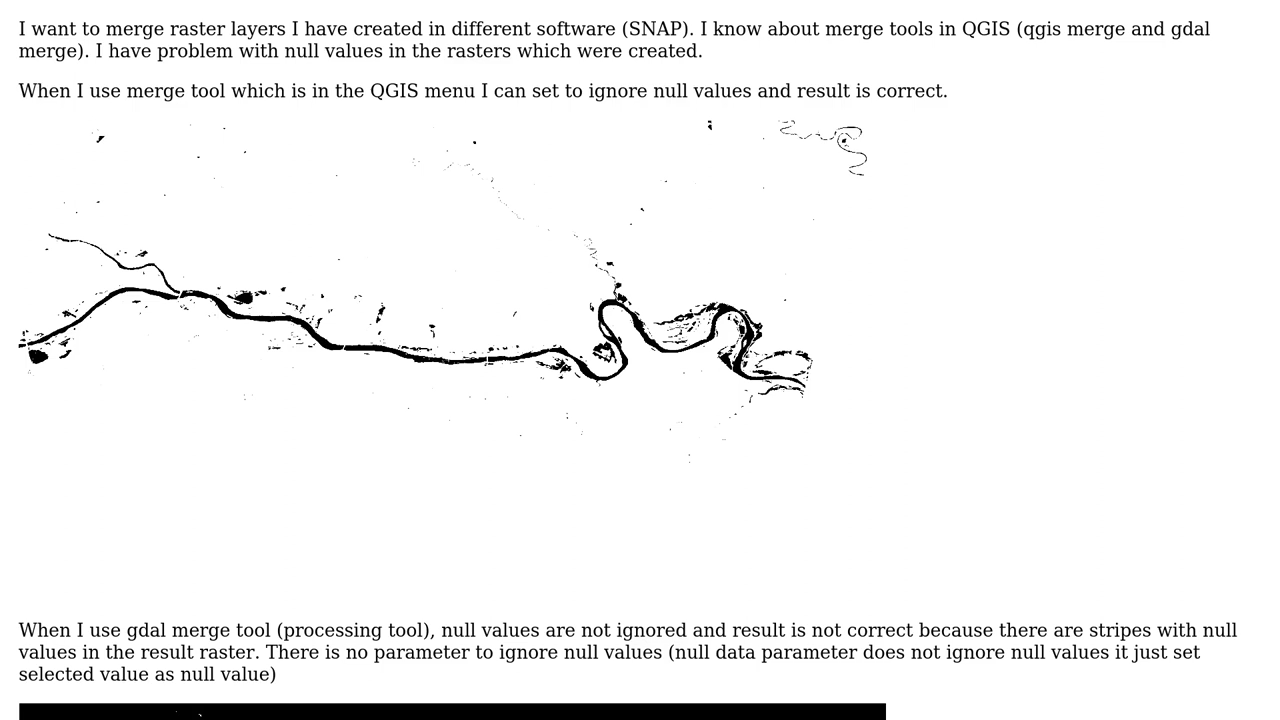 I want to merge raster layers I have created in different software (SNAP). I know about merge tools in QGIS (qgis merge and gdal
merge). I have problem with null values in the rasters which were created.
When I use merge tool which is in the QGIS menu I can set to ignore null values and result is correct.
When I use gdal merge tool (processing tool), null values are not ignored and result is not correct because there are stripes with null
values in the result raster. There is no parameter to ignore null values (null data parameter does not ignore null values it just set
selected value as null value)